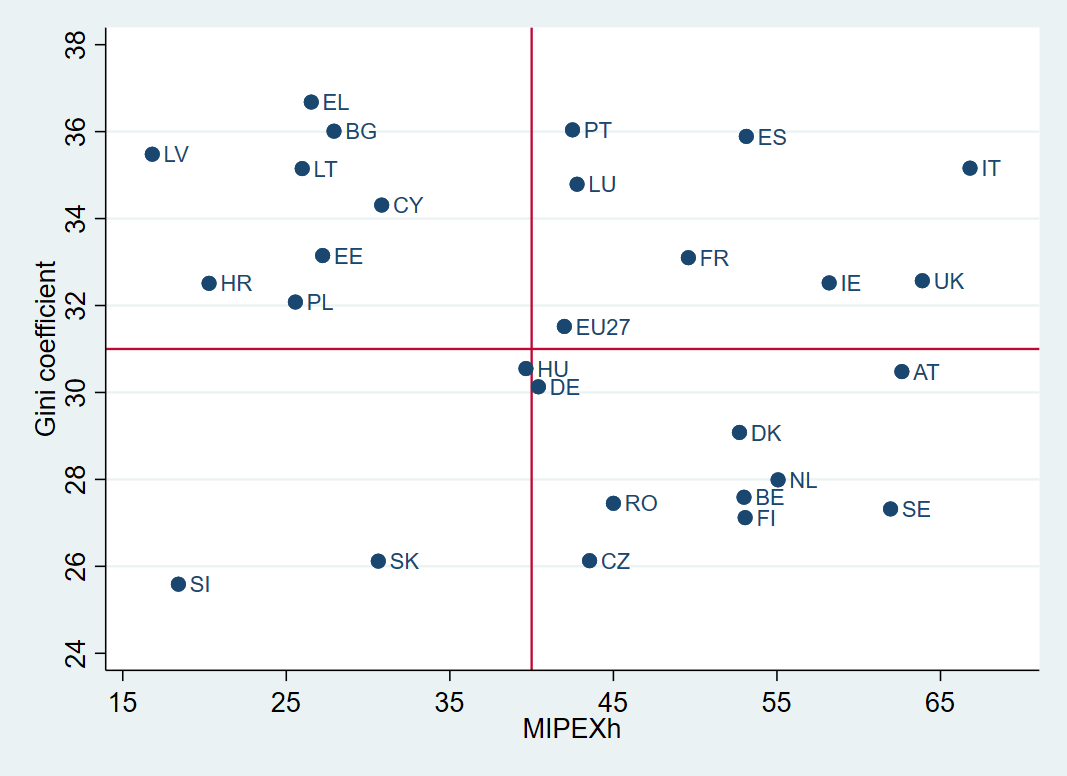 38
EL
36
BG
PT
ES
LV
LT
IT
LU
34
CY
EE
FR
HR
IE
UK
32
PL
EU27
Gini coefficient
HU
AT
30
DE
DK
28
NL
BE
RO
SE
FI
26
SK
CZ
SI
24
15 25 35 45 55 65
MIPEXh